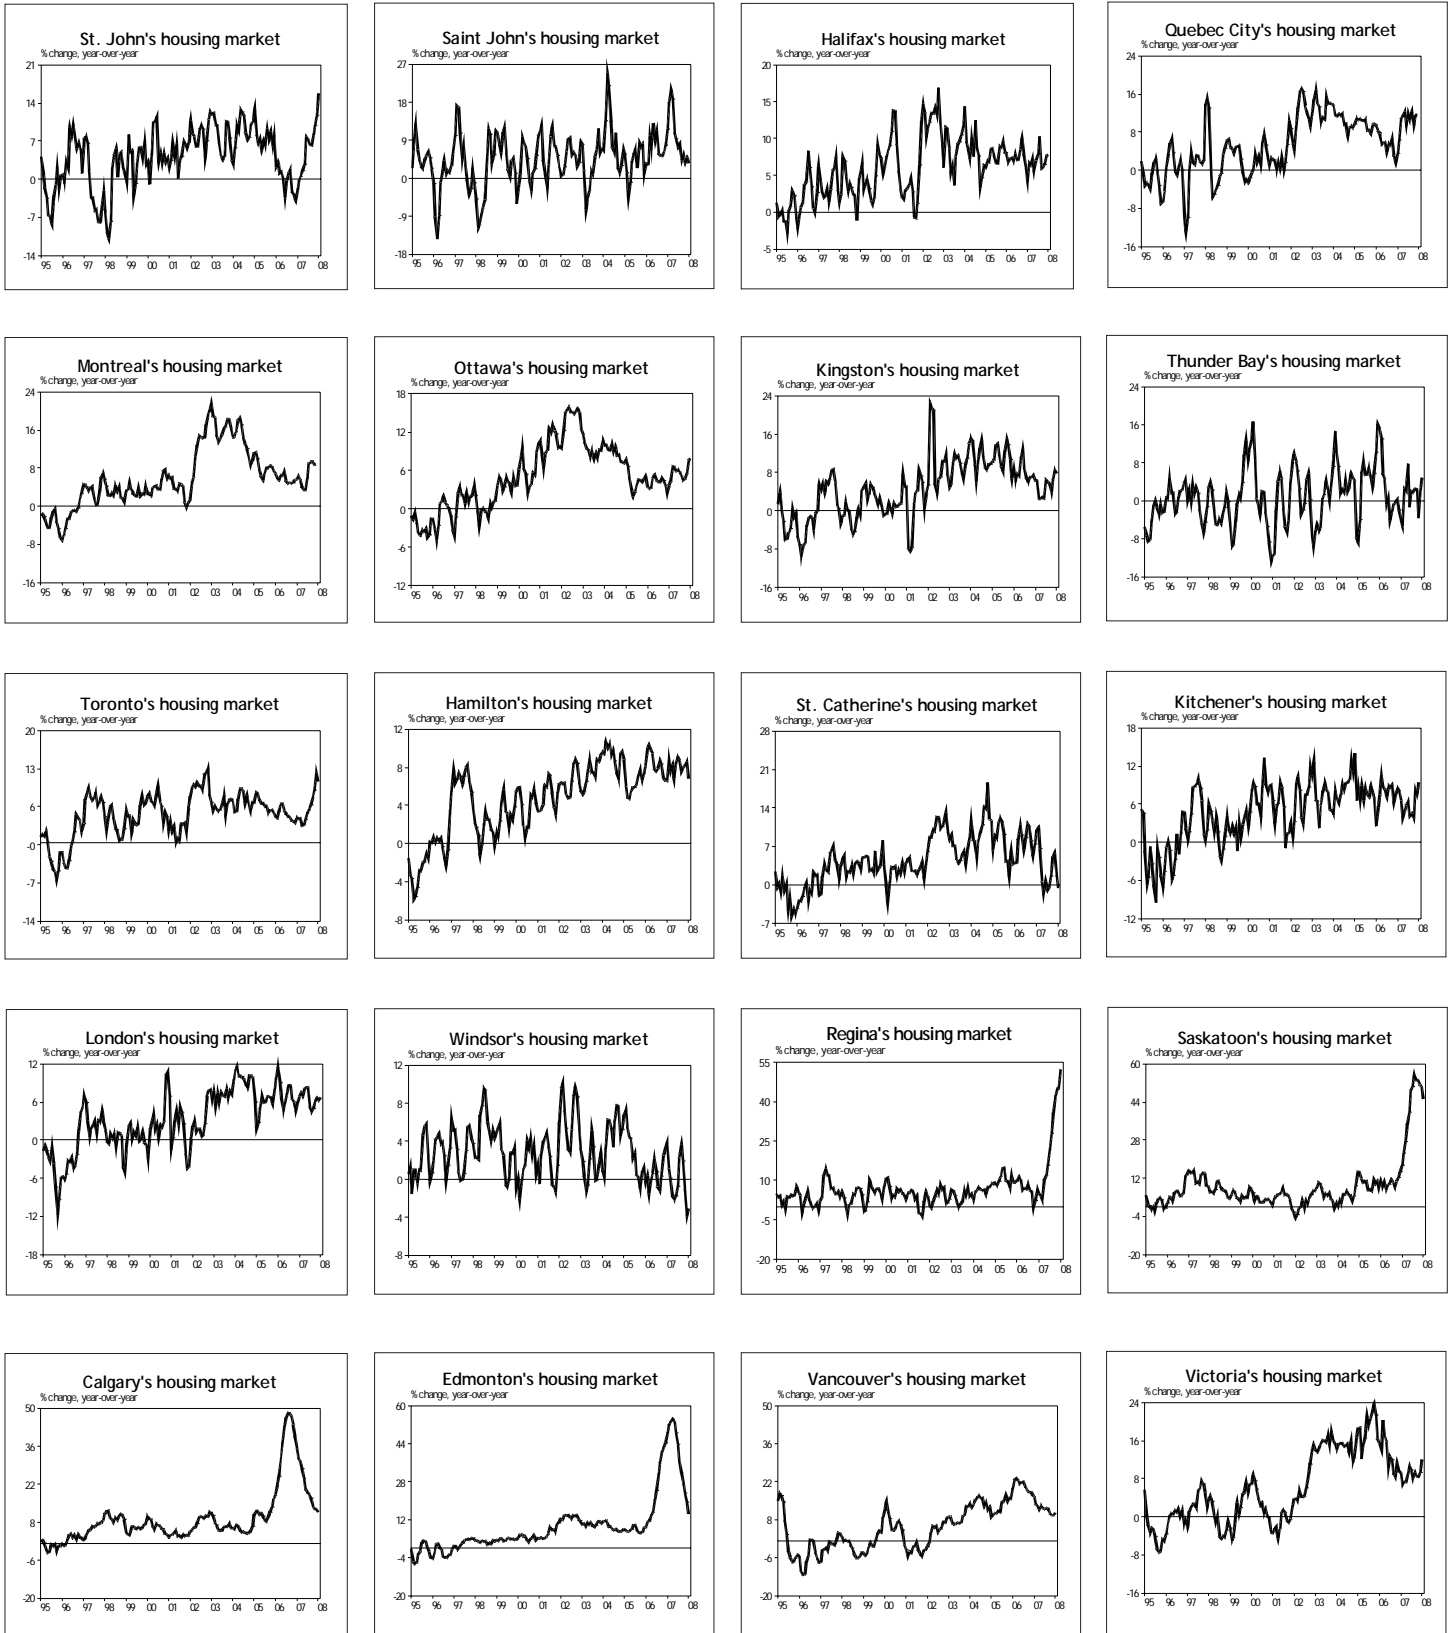 St. John's housing market
% change, year-over-year
21
14
7
0
-7
-14
95 96 97 98 99 00 01 02 03 04 05 06 07 08
Saint John's housing market
% change, year-over-year
27
18
9
0
-9
-18
95 96 97 98 99 00 01 02 03 04 05 06 07 08
Halifax's housing market
% change, year-over-year
20
15
10
5
0
-5
95 96 97 98 99 00 01 02 03 04 05 06 07 08
Quebec City's housing market
% change, year-over-year
24
16
8
0
-8
-16
95 96 97 98 99 00 01 02 03 04 05 06 07 08
Montreal's housing market
% change, year-over-year
24
16
8
0
-8
-16
95 96 97 98 99 00 01 02 03 04 05 06 07 08
Ottawa's housing market
% change, year-over-year
18
12
6
0
-6
-12
95 96 97 98 99 00 01 02 03 04 05 06 07 08
Kingston's housing market
% change, year-over-year
24
16
8
0
-8
-16
95 96 97 98 99 00 01 02 03 04 05 06 07 08
Thunder Bay's housing market
% change, year-over-year
24
16
8
0
-8
-16
95 96 97 98 99 00 01 02 03 04 05 06 07 08
Toronto's housing market
% change, year-over-year
20
13
6
-0
-7
-14
95 96 97 98 99 00 01 02 03 04 05 06 07 08
Hamilton's housing market
% change, year-over-year
12
8
4
0
-4
-8
95 96 97 98 99 00 01 02 03 04 05 06 07 08
St. Catherine's housing market
% change, year-over-year
28
21
14
7
0
-7
95 96 97 98 99 00 01 02 03 04 05 06 07 08
Kitchener's housing market
% change, year-over-year
18
12
6
0
-6
-12
95 96 97 98 99 00 01 02 03 04 05 06 07 08
London's housing market
% change, year-over-year
12
6
0
-6
-12
-18
95 96 97 98 99 00 01 02 03 04 05 06 07 08
Windsor's housing market
% change, year-over-year
12
8
4
0
-4
-8
95 96 97 98 99 00 01 02 03 04 05 06 07 08
Regina's housing market
% change, year-over-year
55
40
25
10
-5
-20
95 96 97 98 99 00 01 02 03 04 05 06 07 08
Saskatoon's housing market
% change, year-over-year
60
44
28
12
-4
-20
95 96 97 98 99 00 01 02 03 04 05 06 07 08
Calgary's housing market
% change, year-over-year
50
36
22
8
-6
-20
95 96 97 98 99 00 01 02 03 04 05 06 07 08
Edmonton's housing market
% change, year-over-year
60
44
28
12
-4
-20
95 96 97 98 99 00 01 02 03 04 05 06 07 08
Vancouver's housing market
% change, year-over-year
50
36
22
8
-6
-20
95 96 97 98 99 00 01 02 03 04 05 06 07 08
Victoria's housing market
% change, year-over-year
24
16
8
0
-8
-16
95 96 97 98 99 00 01 02 03 04 05 06 07 08